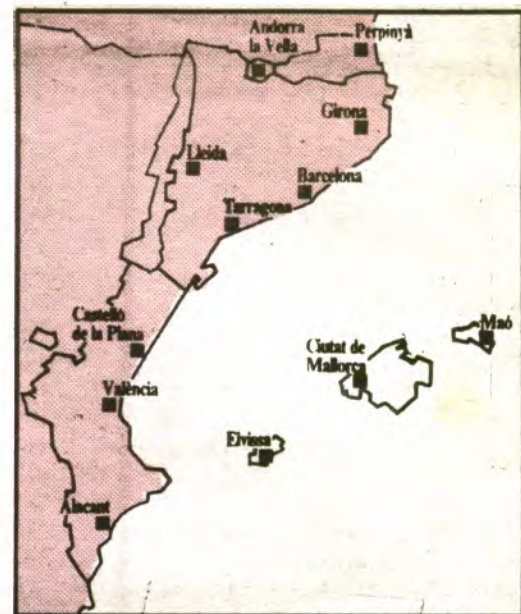 Andorra
la Vella
Perpinyà
Girona
Lleida
Barcelona
Tarragona
Castelló
de la Plana
Maó
Ciutat de
Mallorca
València
Eivissa
Alacant